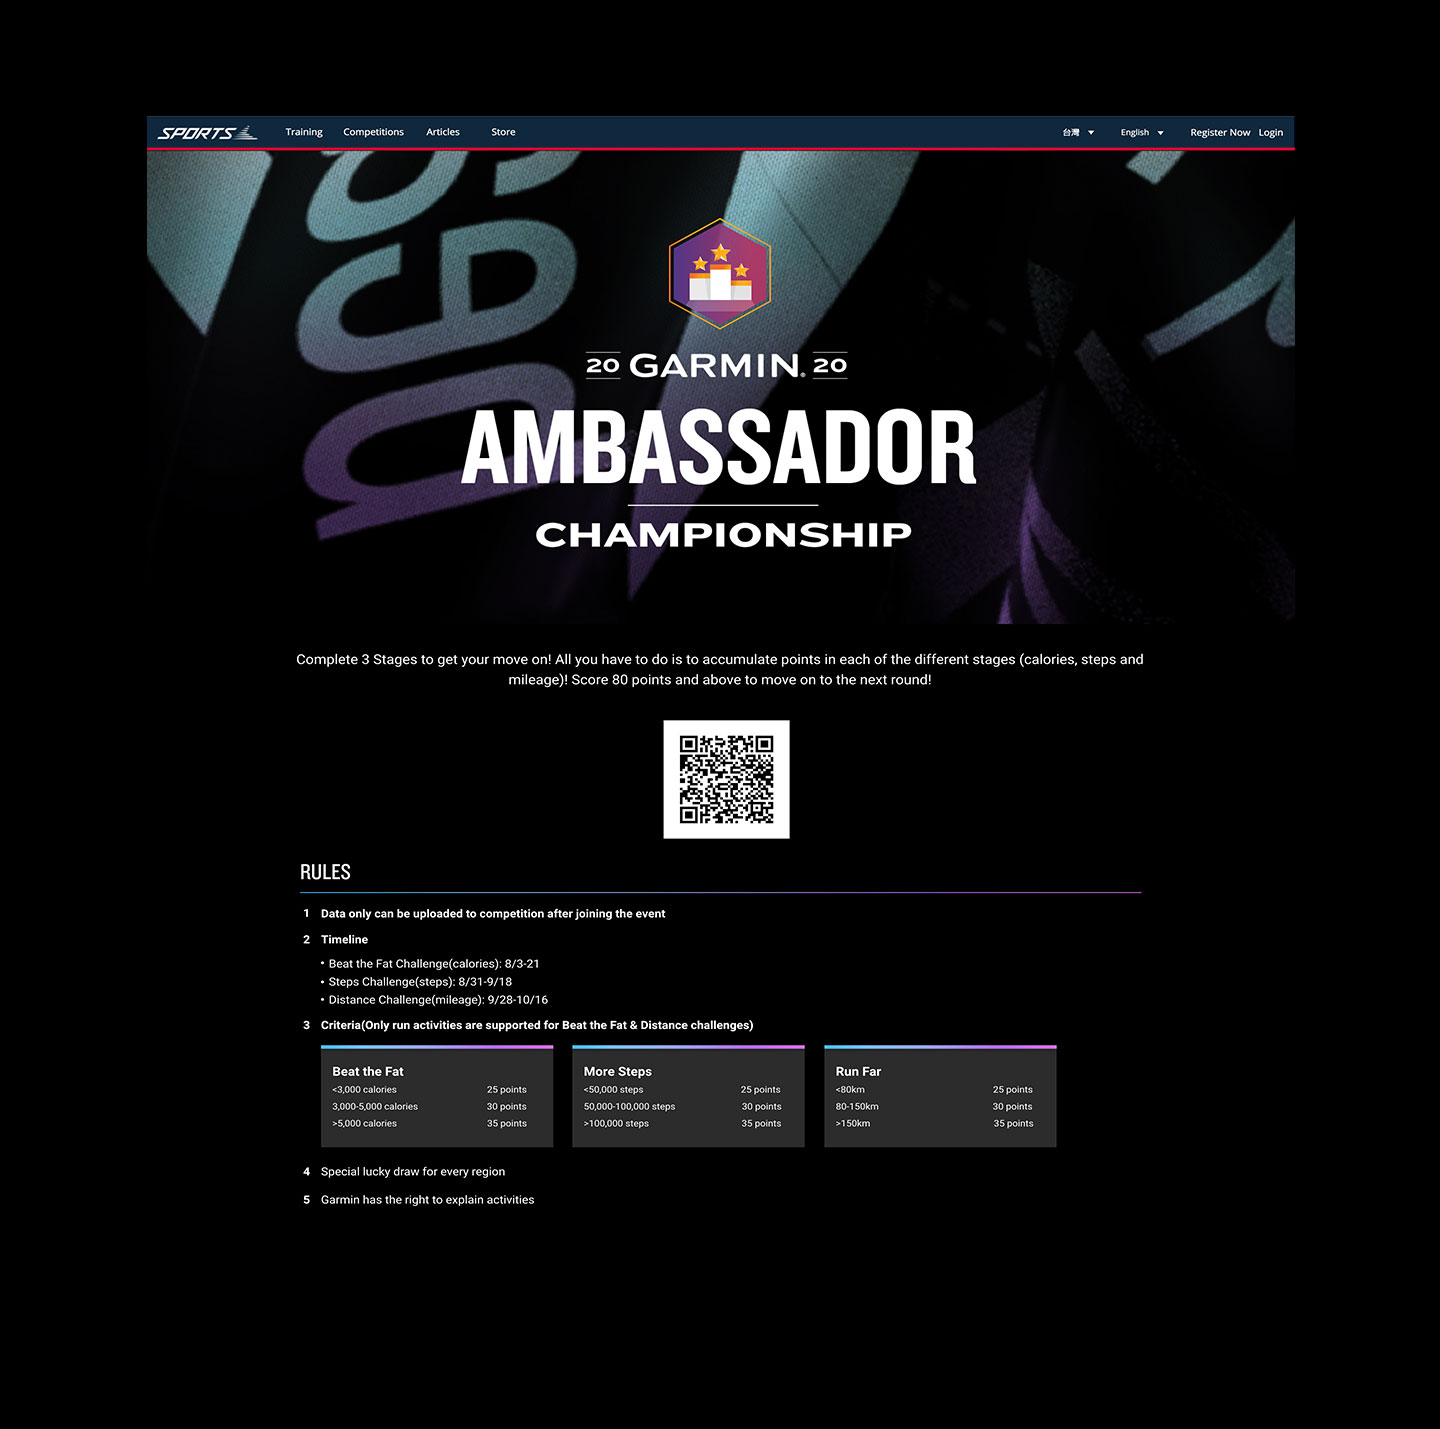 SPORTS Training Competitions Articles Store 台灣 English Register Now Login
20 GARMIN® 20
AMBASSADOR
CHAMPIONSHIP
Complete 3 Stages to get your move on! All you have to do is to accumulate points in each of the different stages (calories, steps and
mileage)! Score 80 points and above to move on to the next round!
RULES
1 Data only can be uploaded to competition after joining the event
2 Timeline
• Beat the Fat Challenge(calories): 8/3-21
• Steps Challenge(steps): 8/31-9/18
• Distance Challenge(mileage): 9/28-10/16
3 Criteria(Only run activities are supported for Beat the Fat & Distance challenges)
Beat the Fat
<3,000 calories 25 points
3,000-5,000 calories 30 points
>5,000 calories 35 points
More Steps
<50,000 steps 25 points
50,000-100,000 steps 30 points
>100,000 steps 35 points
Run Far
<80km 25 points
80-150km 30 points
>150km 35 points
4 Special lucky draw for every region
5 Garmin has the right to explain activities